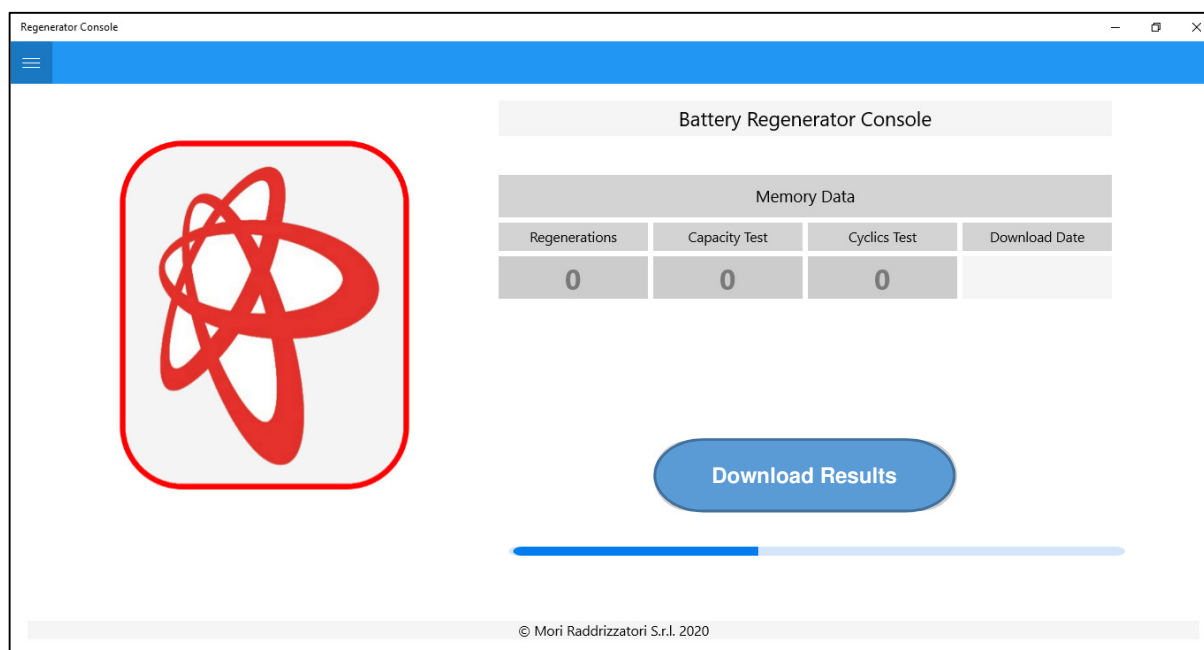 Regenerator Console
Battery Regenerator Console
Memory Data
Regenerations Capacity Test Cyclics Test Download Date
0 0 0
Download Results
© Mori Raddrizzatori S.r.l. 2020